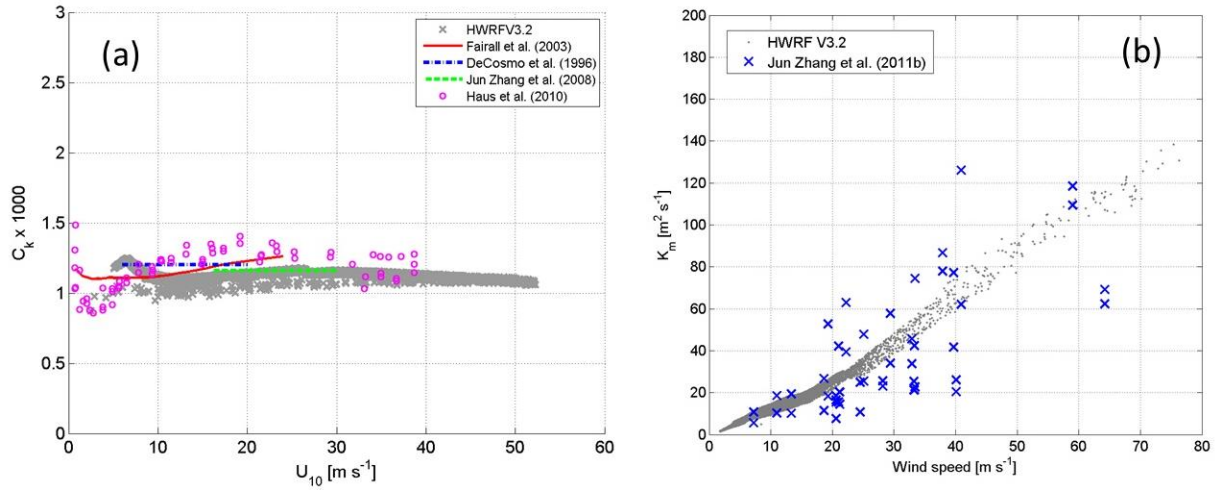 (a)
HWRFV3.2
Fairall et al. (2003)
DeCosmo et al. (1996)
Jun Zhang et al. (2008)
Haus et al. (2010)
3
2.5
2
1.5
1
0.5
0
C_k x 1000
0 10 20 30 40 50 60
U_10 [m s^-1]
(b)
HWRF V3.2
Jun Zhang et al. (2011b)
200
180
160
140
120
100
80
60
40
20
0
K_m [m^2 s^-1]
0 10 20 30 40 50 60 70 80
Wind speed [m s^-1]